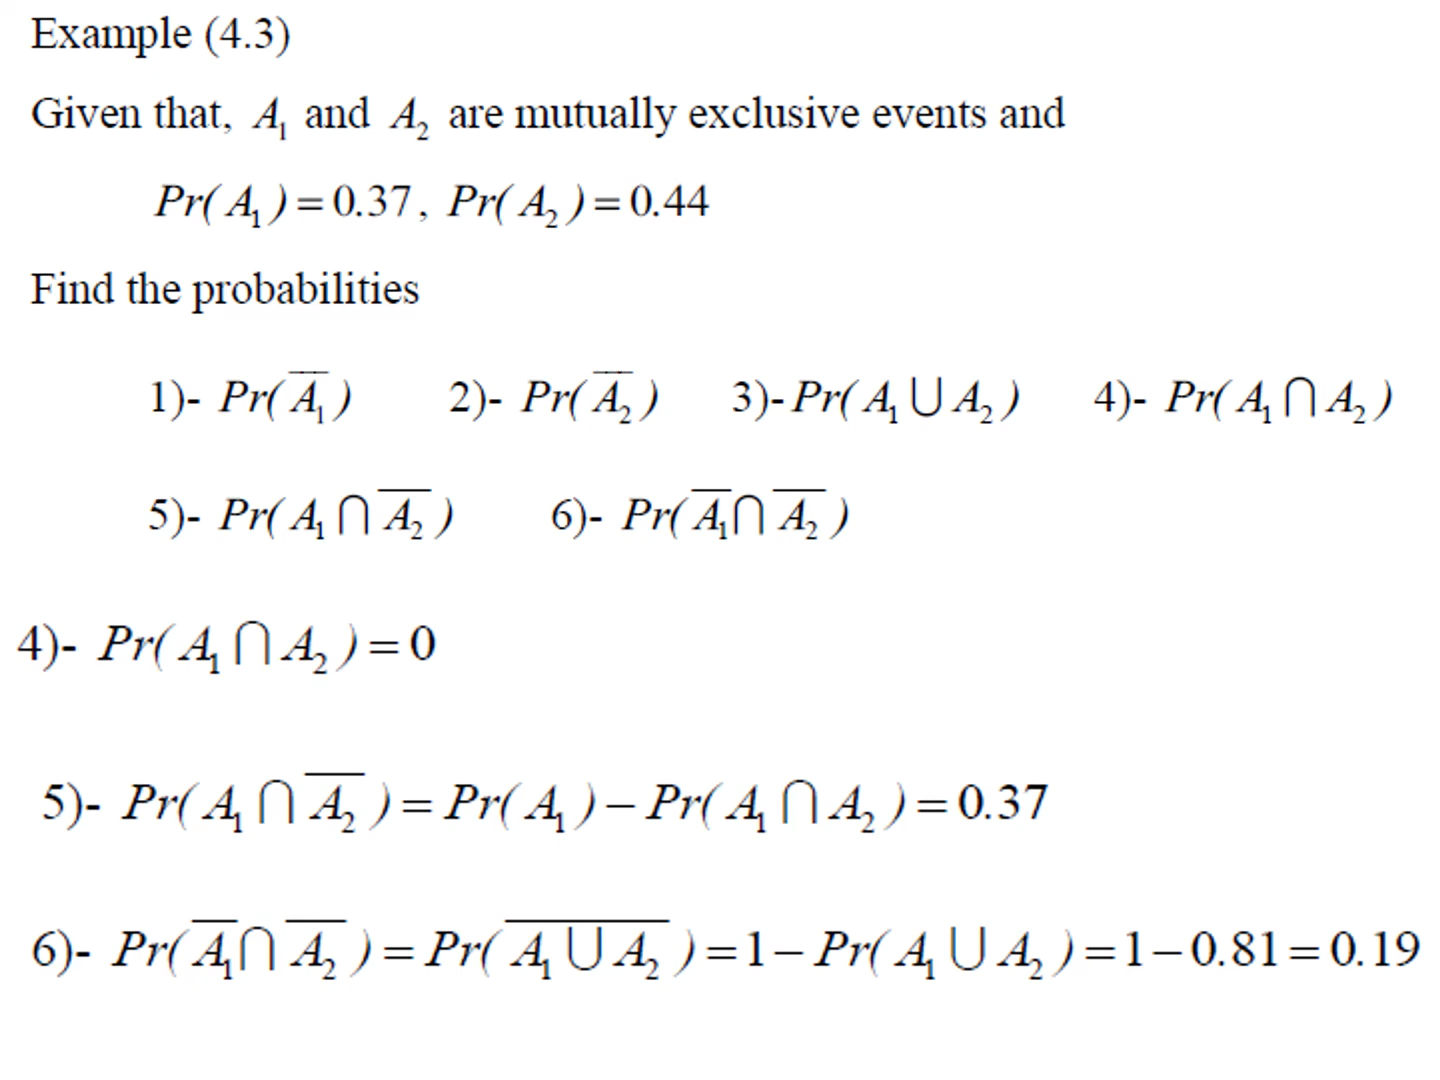 Example (4.3)
Given that, A₁ and A₂ are mutually exclusive events and
Pr( A₁ ) = 0.37 , Pr( A₂ ) = 0.44
Find the probabilities
1)- Pr( A̅₁ ) 2)- Pr( A̅₂ ) 3)- Pr( A₁ ⋃ A₂ ) 4)- Pr( A₁ ⋂ A₂ )
5)- Pr( A₁ ⋂ A̅₂ ) 6)- Pr( A̅₁ ⋂ A̅₂ )
4)- Pr( A₁ ⋂ A₂ ) = 0
5)- Pr( A₁ ⋂ A̅₂ ) = Pr( A₁ ) − Pr( A₁ ⋂ A₂ ) = 0.37
6)- Pr( A̅₁ ⋂ A̅₂ ) = Pr( A̅₁̅ ̅⋃̅ ̅A̅₂̅ ) = 1 − Pr( A₁ ⋃ A₂ ) = 1 − 0.81 = 0.19